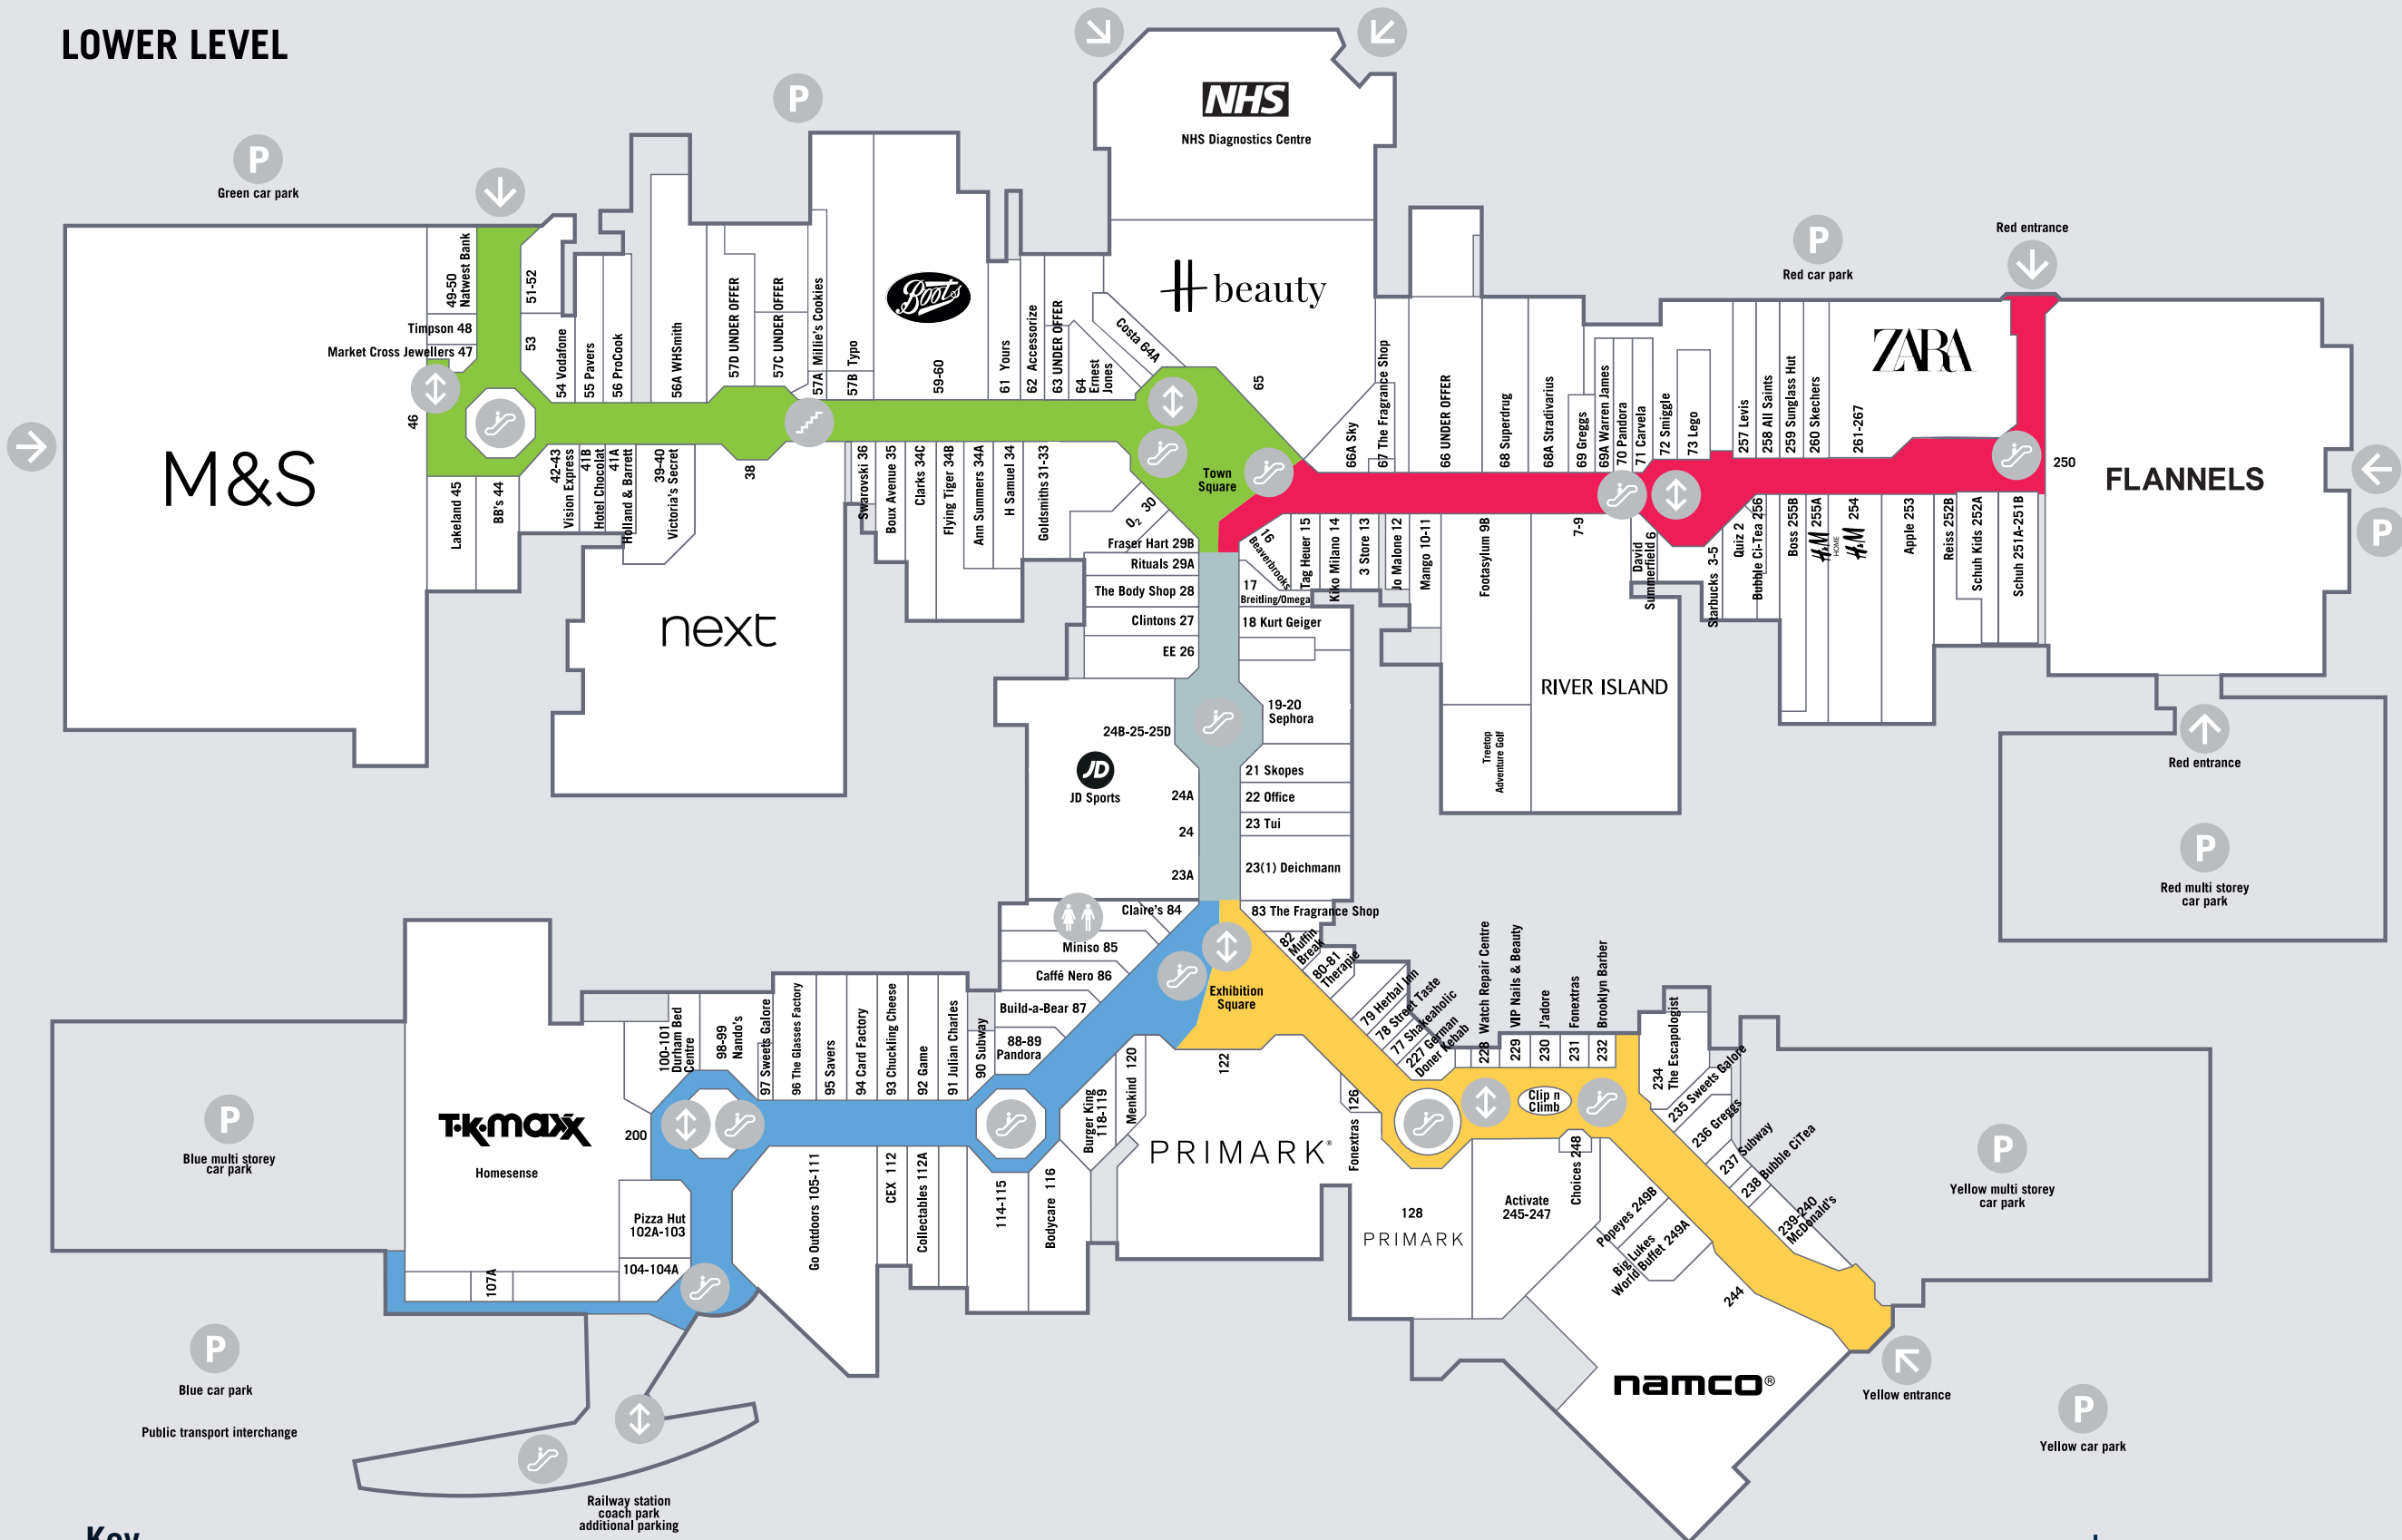 LOWER LEVEL
P
Green car park
P
NHS
NHS Diagnostics Centre
H beauty
Costa 64A
65
M&S
46
49-50
Natwest Bank
Timpson 48
Market Cross Jewellers 47
51-52
53
54 Vodafone
55 Pavers
56 ProCook
56A WHSmith
57D UNDER OFFER
57C UNDER OFFER
57A Millie's Cookies
57B Typo
Boots
59-60
61 Yours
62 Accessorize
63 UNDER OFFER
64
Ernest
Jones
Lakeland 45
BB's 44
42-43
Vision Express
41B
Hotel Chocolat
41A
Holland & Barrett
39-40
Victoria's Secret
38
next
Swarovski 36
Boux Avenue 35
Clarks 34C
Flying Tiger 34B
Ann Summers 34A
H Samuel 34
Goldsmiths 31-33
O2 30
Town
Square
66A Sky
67 The Fragrance Shop
66 UNDER OFFER
68 Superdrug
68A Stradivarius
69 Greggs
69A Warren James
70 Pandora
71 Carvela
72 Smiggle
73 Lego
P
Red car park
257 Levis
258 All Saints
259 Sunglass Hut
260 Skechers
ZARA
261-267
Red entrance
250
FLANNELS
P
16
Beaverbrooks
Tag Heuer 15
Kiko Milano 14
3 Store 13
Jo Malone 12
Mango 10-11
Footasylum 9B
7-9
RIVER ISLAND
Treetop
Adventure Golf
David
Summerfield 6
Starbucks 3-5
Quiz 2
Bubble Ci-Tea 256
Boss 255B
H&M 255A
HOME
H&M 254
Apple 253
Reiss 252B
Schuh Kids 252A
Schuh 251A-251B
Red entrance
P
Red multi storey
car park
Fraser Hart 29B
Rituals 29A
The Body Shop 28
Clintons 27
EE 26
24B-25-25D
JD
JD Sports
24A
24
23A
17
Breitling/Omega
18 Kurt Geiger
19-20
Sephora
21 Skopes
22 Office
23 Tui
23(1) Deichmann
Claire's 84
Miniso 85
Caffé Nero 86
Build-a-Bear 87
88-89
Pandora
83 The Fragrance Shop
82
Muffin
Break
80-81
Therapie
79 Herbal Inn
78 Street Taste
77 Shakeaholic
227 German
Doner Kebab
Exhibition
Square
228 Watch Repair Centre
229 VIP Nails & Beauty
230 J'adore
231 Fonextras
232 Brooklyn Barber
234
The Escapologist
235 Sweets Galore
236 Greggs
237 Subway
238 Bubble CiTea
239-240
McDonald's
Clip n
Climb
P
Yellow multi storey
car park
P
Blue multi storey
car park
TK maxx
Homesense
200
100-101
Durham Bed
Centre
98-99
Nando's
97 Sweets Galore
96 The Glasses Factory
95 Savers
94 Card Factory
93 Chuckling Cheese
92 Game
91 Julian Charles
90 Subway
Pizza Hut
102A-103
104-104A
107A
Go Outdoors 105-111
CEX 112
Collectables 112A
114-115
Bodycare 116
Burger King
118-119
Menkind 120
122
PRIMARK®
Fonextras 126
128
PRIMARK
Activate
245-247
Choices 248
Popeyes 249B
Big Lukes
World Buffet 249A
244
namco®
Yellow entrance
P
Yellow car park
P
Blue car park
Public transport interchange
Railway station
coach park
additional parking
Key